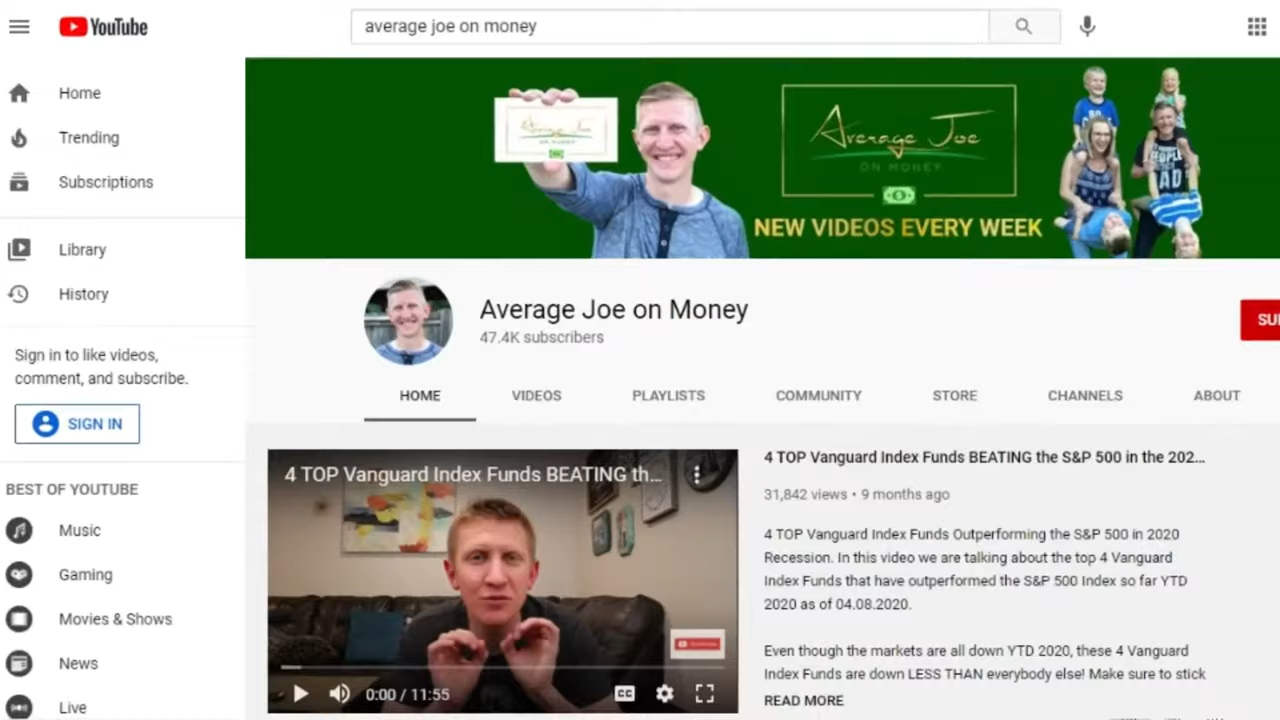 YouTube
average joe on money
Home
Trending
Subscriptions
Library
History
Sign in to like videos,
comment, and subscribe.
SIGN IN
BEST OF YOUTUBE
Music
Gaming
Movies & Shows
News
Live
Average Joe
ON MONEY
Average Joe
ON MONEY
NEW VIDEOS EVERY WEEK
Average Joe on Money
47.4K subscribers
SU
HOME VIDEOS PLAYLISTS COMMUNITY STORE CHANNELS ABOUT
4 TOP Vanguard Index Funds BEATING th...
0:00 / 11:55
CC
4 TOP Vanguard Index Funds BEATING the S&P 500 in the 202...
31,842 views • 9 months ago
4 TOP Vanguard Index Funds Outperforming the S&P 500 in 2020
Recession. In this video we are talking about the top 4 Vanguard
Index Funds that have outperformed the S&P 500 Index so far YTD
2020 as of 04.08.2020.
Even though the markets are all down YTD 2020, these 4 Vanguard
Index Funds are down LESS THAN everybody else! Make sure to stick
READ MORE